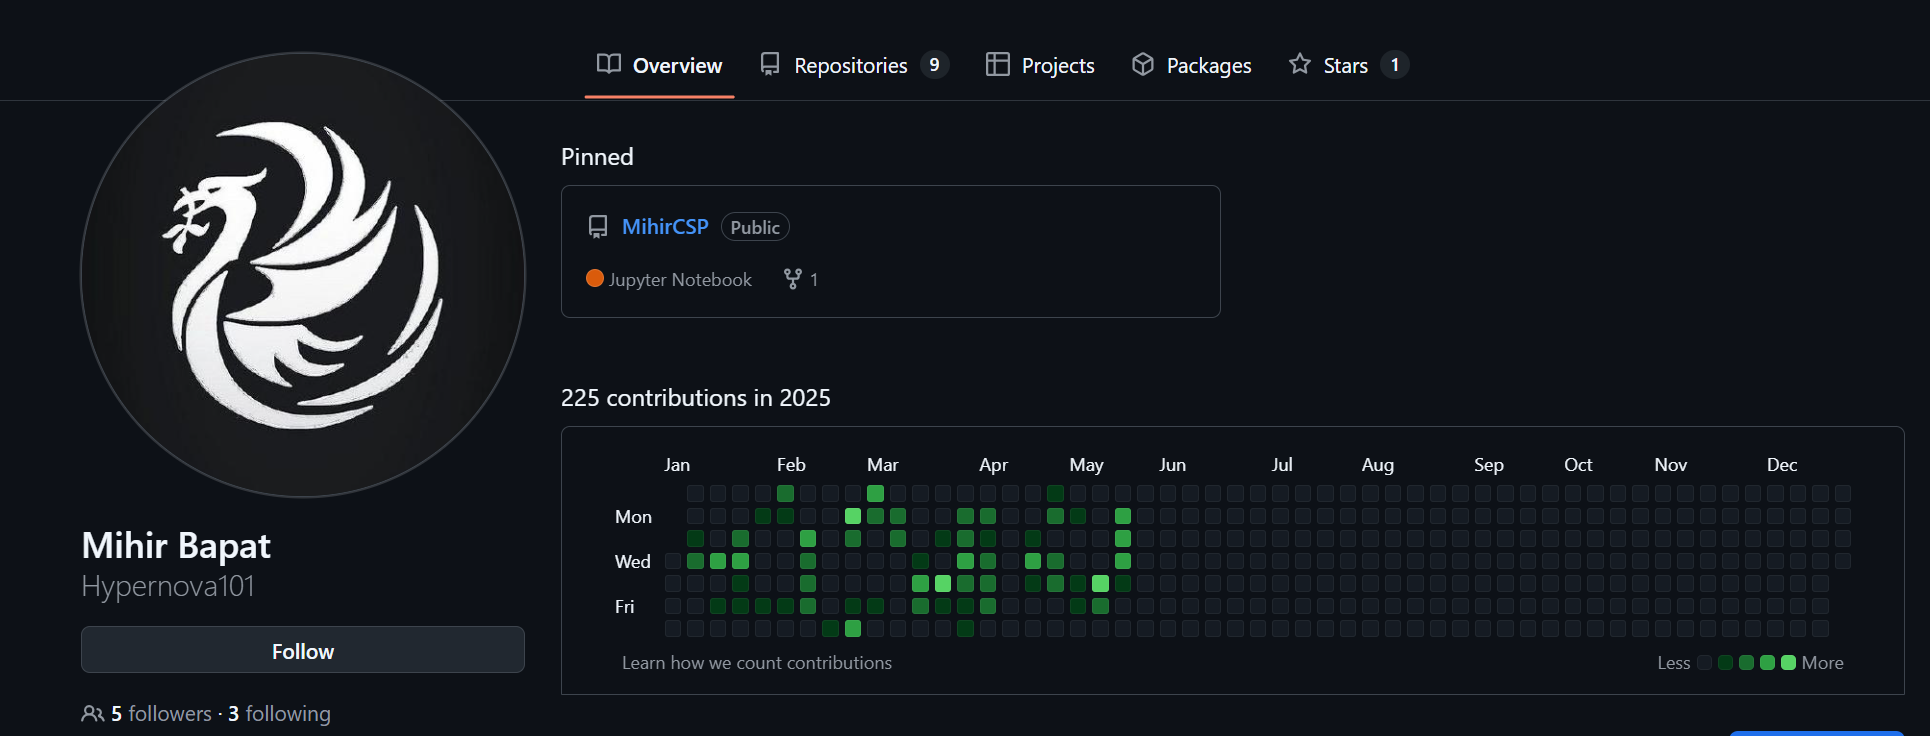 Overview Repositories 9 Projects Packages Stars 1
Pinned
MihirCSP Public
Jupyter Notebook 1
225 contributions in 2025
Jan Feb Mar Apr May Jun Jul Aug Sep Oct Nov Dec
Mon
Wed
Fri
Learn how we count contributions
Less More
Mihir Bapat
Hypernova101
Follow
5 followers · 3 following